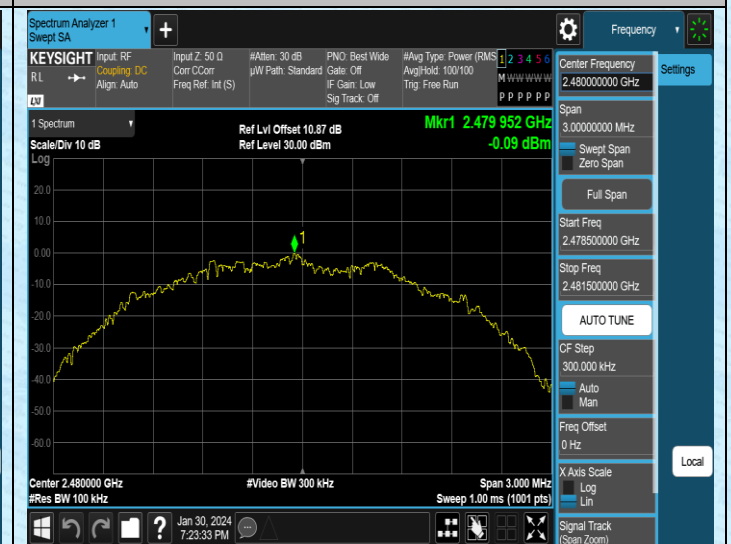 Spectrum Analyzer 1
Swept SA
+
Frequency
KEYSIGHT
RL
LXI
Input: RF
Coupling: DC
Align: Auto
Input Z: 50 Ω
Corr CCorr
Freq Ref: Int (S)
#Atten: 30 dB
µW Path: Standard
PNO: Best Wide
Gate: Off
IF Gain: Low
Sig Track: Off
#Avg Type: Power (RMS
Avg|Hold: 100/100
Trig: Free Run
1 2 3 4 5 6
M W W W W W
P P P P P P
1 Spectrum
Scale/Div 10 dB
Log
Ref Lvl Offset 10.87 dB
Ref Level 30.00 dBm
Mkr1 2.479 952 GHz
-0.09 dBm
20.0
10.0
0.00
-10.0
-20.0
-30.0
-40.0
-50.0
-60.0
1
Center 2.480000 GHz
#Res BW 100 kHz
#Video BW 300 kHz
Span 3.000 MHz
Sweep 1.00 ms (1001 pts)
?
Jan 30, 2024
7:23:33 PM
Center Frequency
2.480000000 GHz
Settings
Span
3.00000000 MHz
Swept Span
Zero Span
Full Span
Start Freq
2.478500000 GHz
Stop Freq
2.481500000 GHz
AUTO TUNE
CF Step
300.000 kHz
Auto
Man
Freq Offset
0 Hz
X Axis Scale
Log
Lin
Local
Signal Track
(Span Zoom)